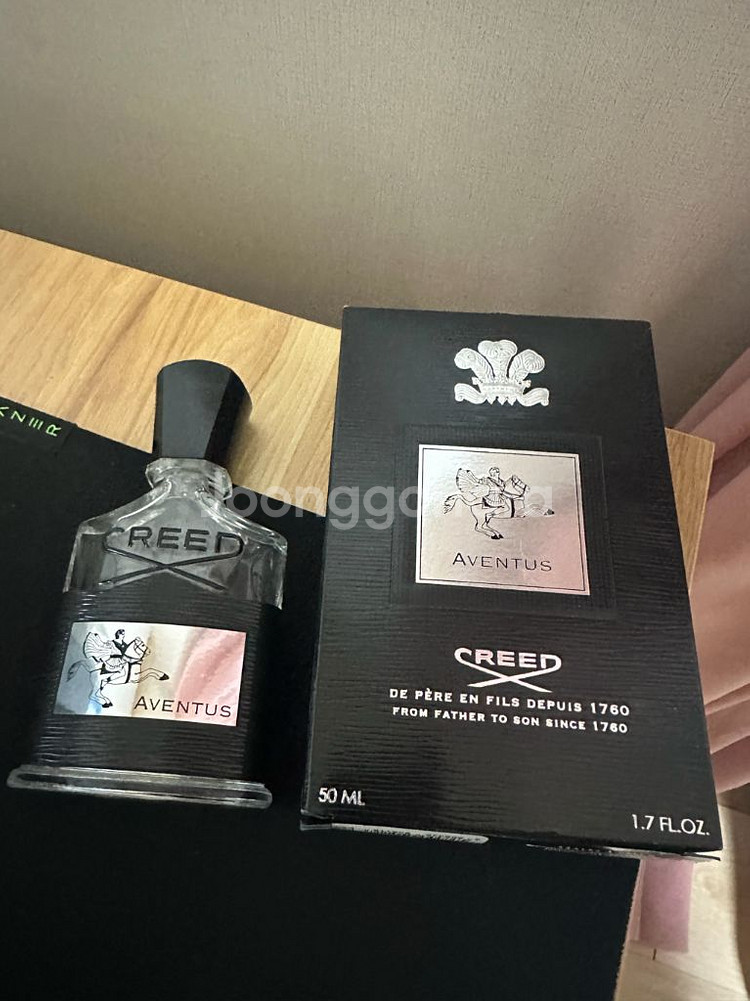 CREED
AVENTUS
AVENTUS
CREED
DE PÈRE EN FILS DEPUIS 1760
FROM FATHER TO SON SINCE 1760
50 ML
1.7 FL.OZ.